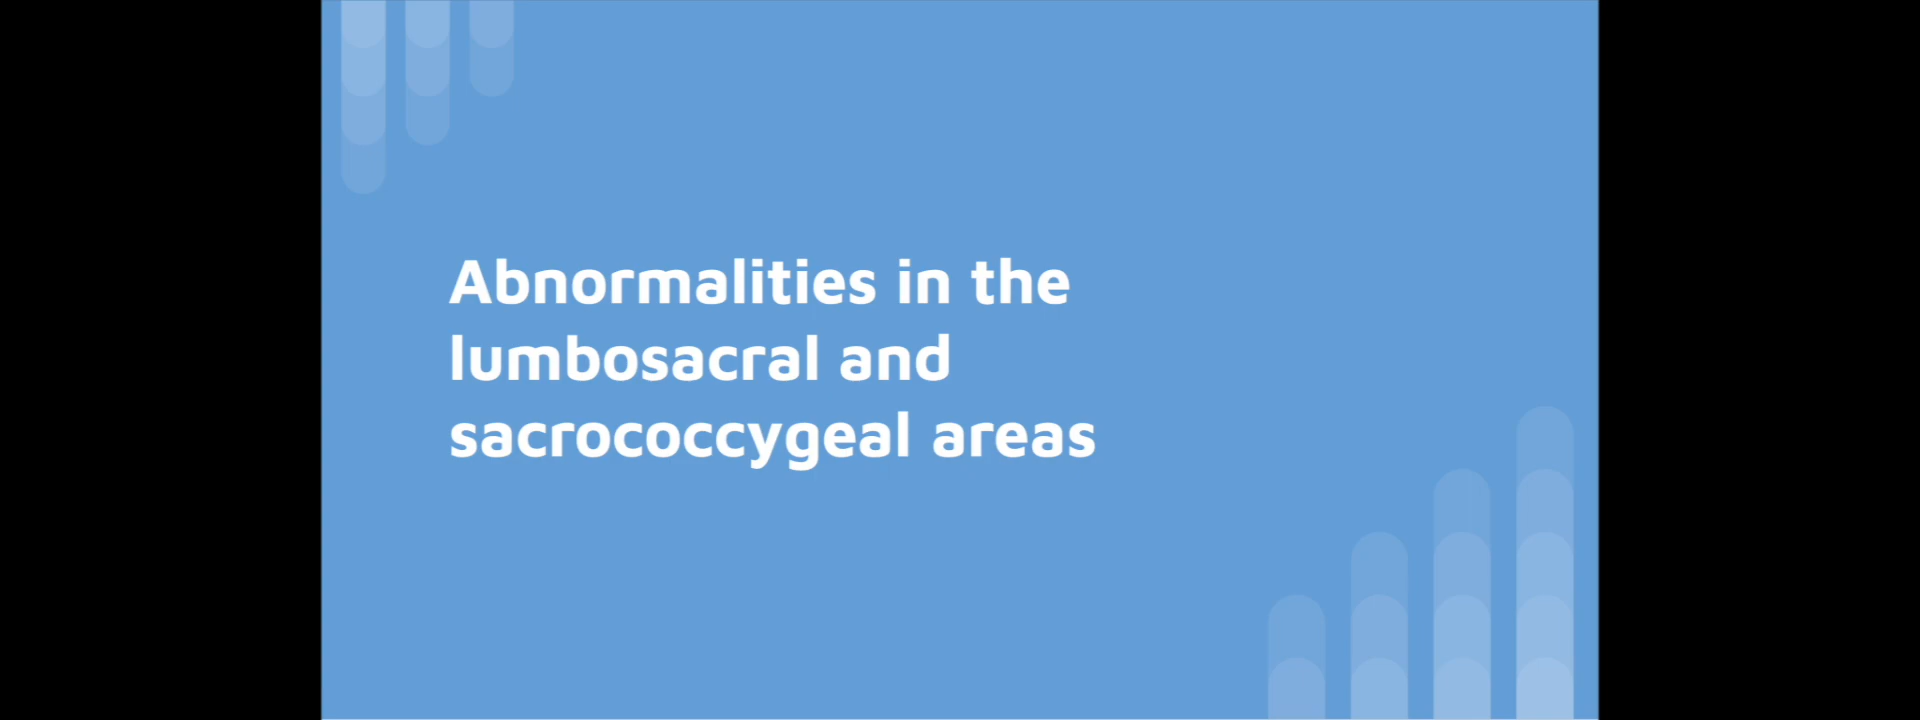 Abnormalities in the
lumbosacral and
sacrococcygeal areas